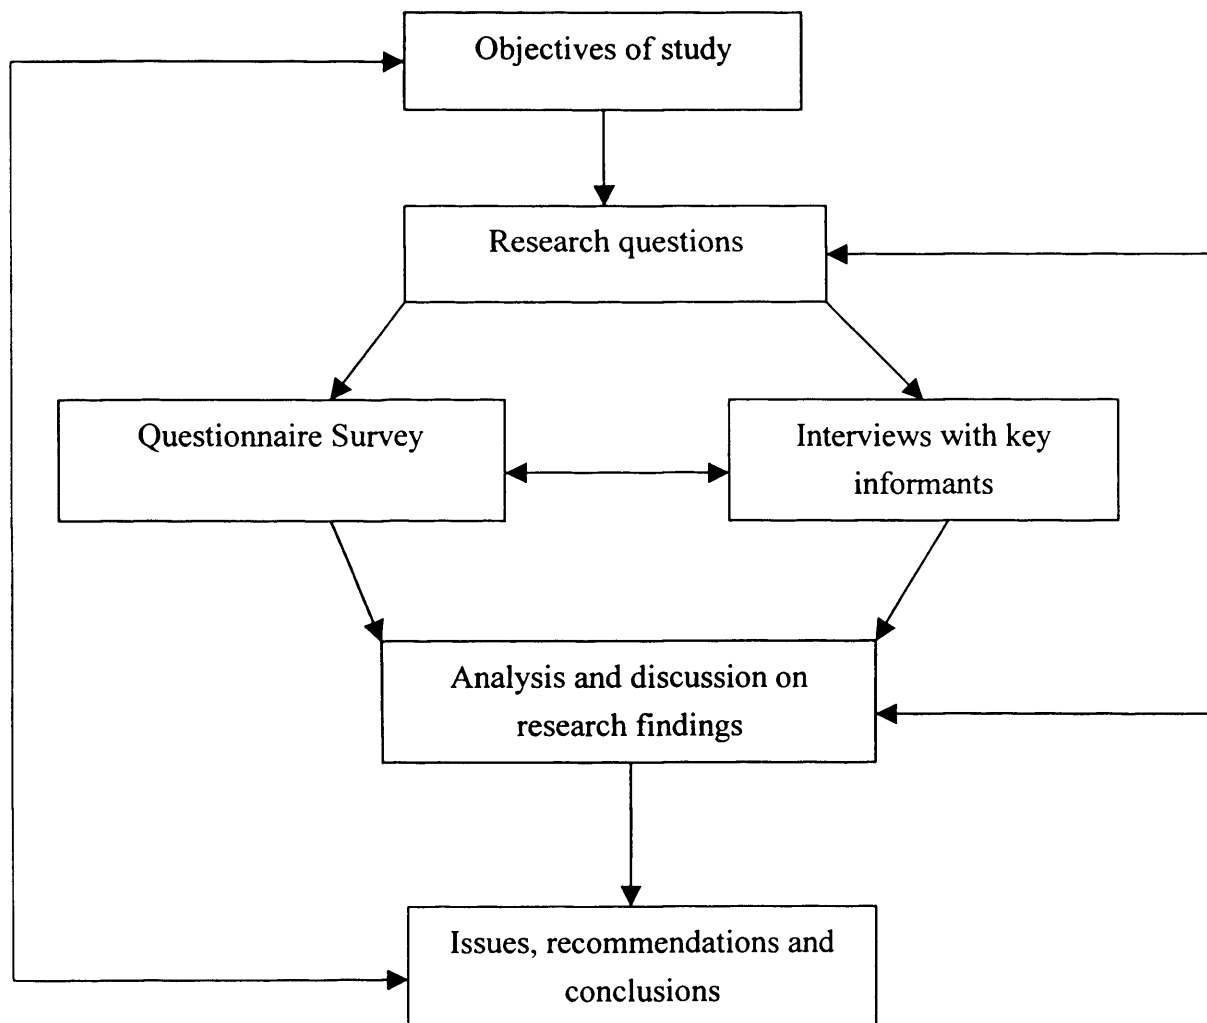 Objectives of study
Research questions
Questionnaire Survey
Interviews with key
informants
Analysis and discussion on
research findings
Issues, recommendations and
conclusions